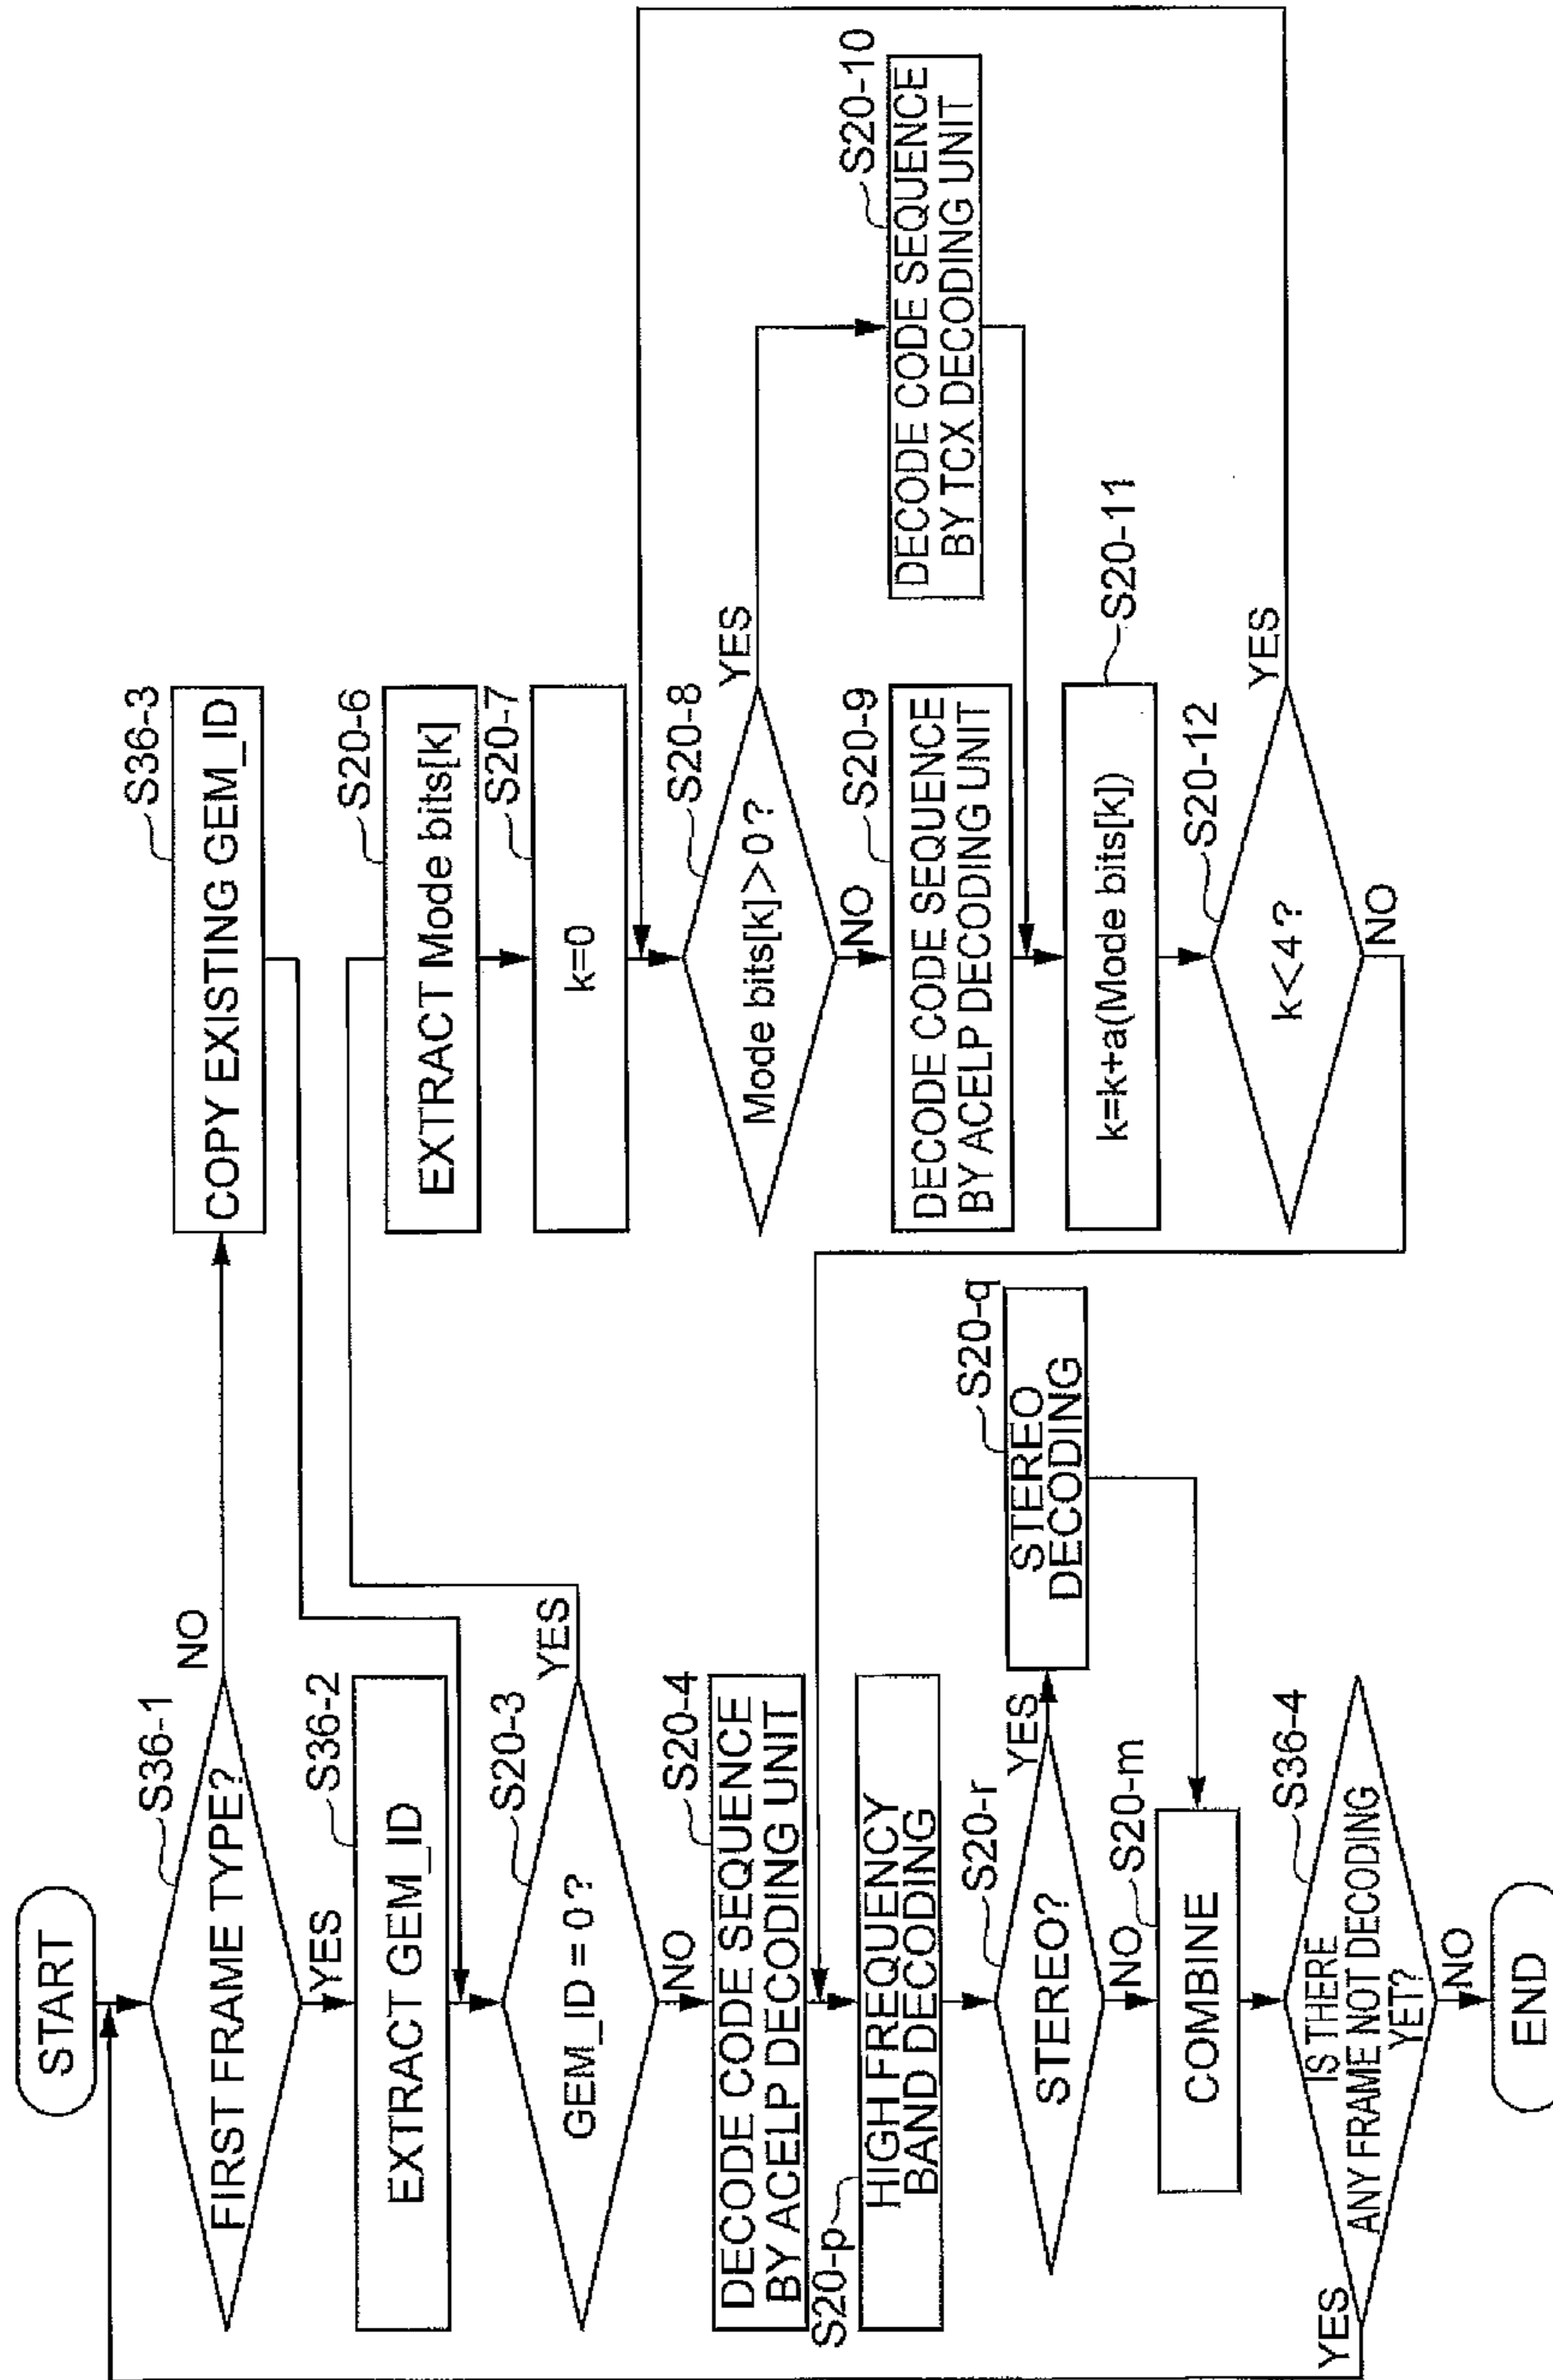 START
S36-1
FIRST FRAME TYPE?
NO
YES
S36-2
EXTRACT GEM_ID
S36-3
COPY EXISTING GEM_ID
S20-3
GEM_ID = 0?
YES
NO
S20-4
DECODE CODE SEQUENCE
BY ACELP DECODING UNIT
S20-p
HIGH FREQUENCY
BAND DECODING
S20-r
STEREO?
YES
NO
S20-q
STEREO
DECODING
S20-m
COMBINE
S36-4
IS THERE
ANY FRAME NOT DECODING
YET?
YES
NO
END
S20-6
EXTRACT Mode bits[k]
S20-7
k=0
S20-8
Mode bits[k]>0?
YES
NO
S20-9
DECODE CODE SEQUENCE
BY ACELP DECODING UNIT
S20-10
DECODE CODE SEQUENCE
BY TCX DECODING UNIT
S20-11
k=k+a(Mode bits[k])
S20-12
k<4?
YES
NO